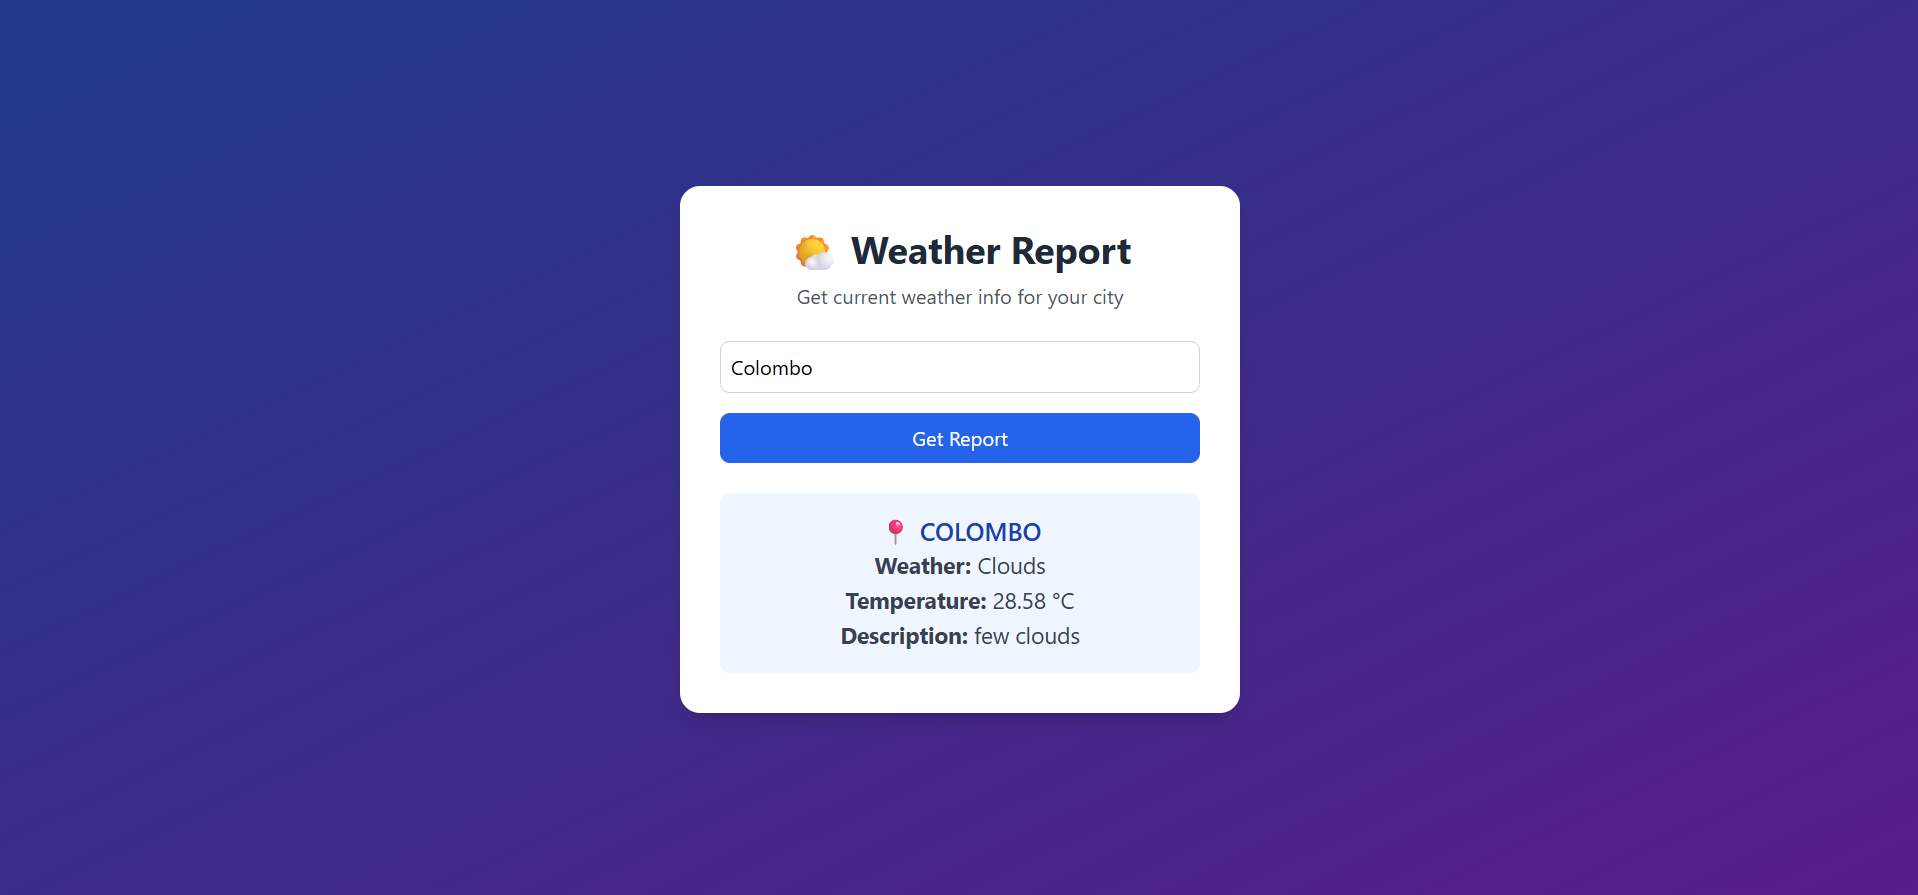 Weather Report
Get current weather info for your city
Colombo
Get Report
COLOMBO
Weather: Clouds
Temperature: 28.58 °C
Description: few clouds